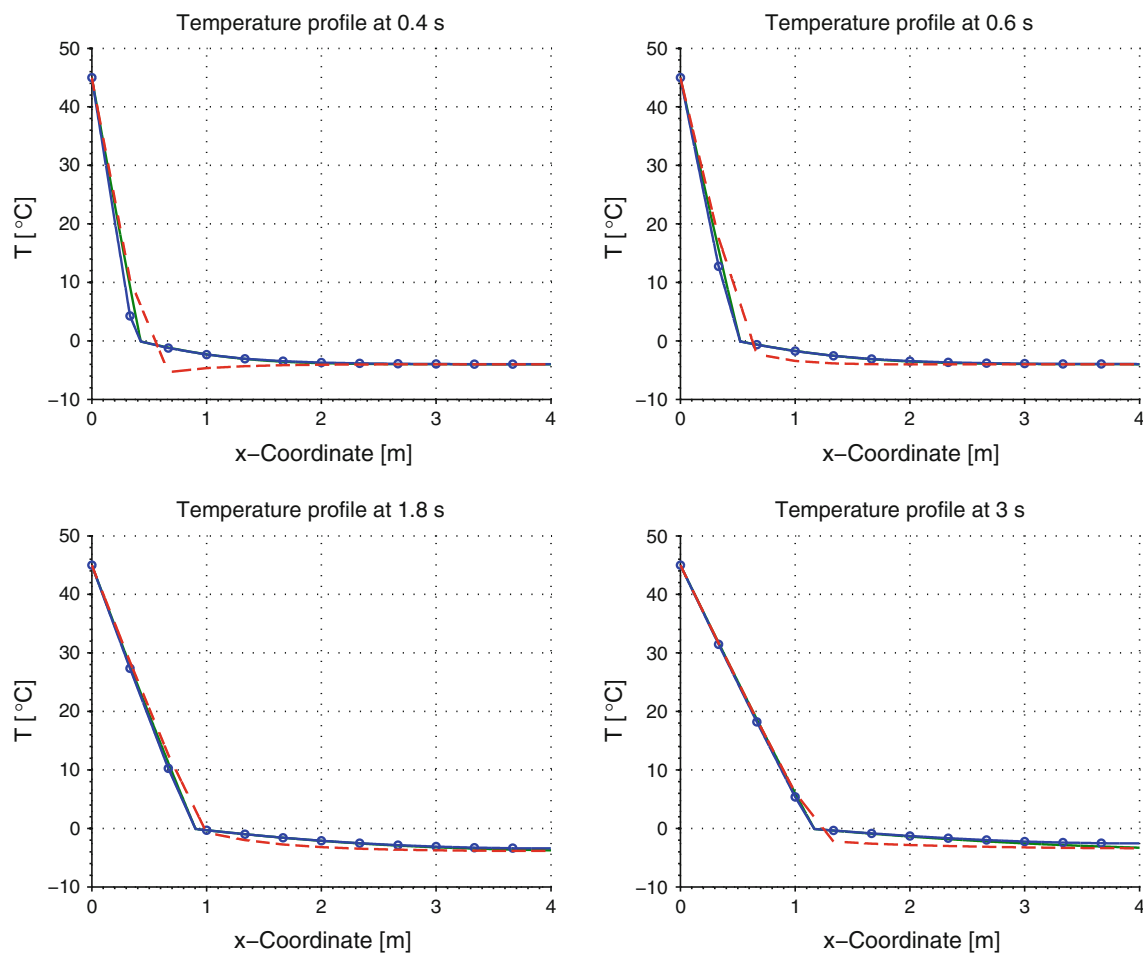 Temperature profile at 0.4 s
50
40
30
20
10
0
−10
T [ °C]
0 1 2 3 4
x−Coordinate [m]
Temperature profile at 0.6 s
50
40
30
20
10
0
−10
T [ °C]
0 1 2 3 4
x−Coordinate [m]
Temperature profile at 1.8 s
50
40
30
20
10
0
−10
T [ °C]
0 1 2 3 4
x−Coordinate [m]
Temperature profile at 3 s
50
40
30
20
10
0
−10
T [ °C]
0 1 2 3 4
x−Coordinate [m]